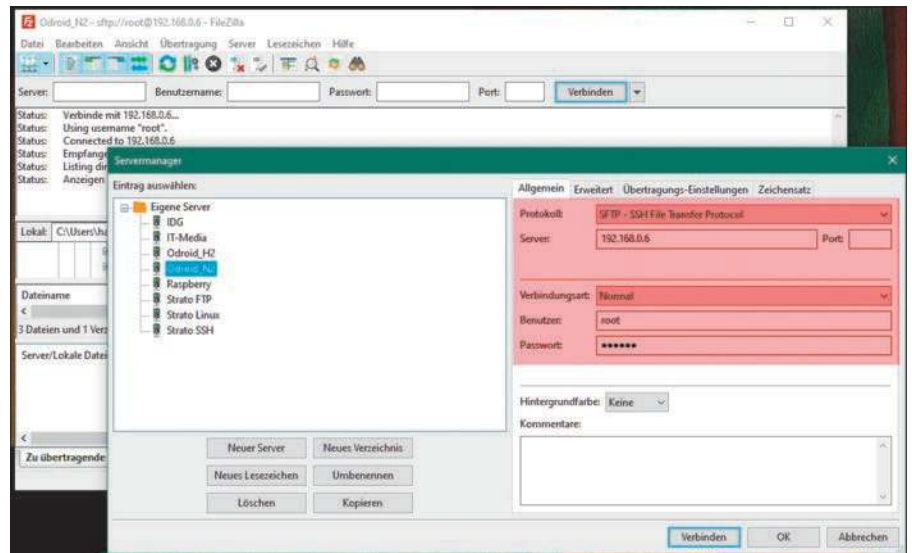 Odroid_N2 - sftp://root@192.168.0.6 - FileZilla
Datei Bearbeiten Ansicht Übertragung Server Lesezeichen Hilfe
Server: Benutzername: Passwort: Port: Verbinden
Status: Verbinde mit 192.168.0.6...
Status: Using username "root".
Status: Connected to 192.168.0.6
Status: Empfange
Status: Listing dir
Status: Anzeigen
Lokal: C:\Users\ha
Dateiname
3 Dateien und 1 Verz
Server/Lokale Datei
Zu übertragende
Servermanager
Eintrag auswählen:
Eigene Server
IDG
IT-Media
Odroid_H2
Odroid_N2
Raspberry
Strato FTP
Strato Linux
Strato SSH
Neuer Server Neues Verzeichnis
Neues Lesezeichen Umbenennen
Löschen Kopieren
Allgemein Erweitert Übertragungs-Einstellungen Zeichensatz
Protokoll: SFTP - SSH File Transfer Protocol
Server: 192.168.0.6 Port:
Verbindungsart: Normal
Benutzer: root
Passwort: ●●●●●●
Hintergrundfarbe: Keine
Kommentare:
Verbinden OK Abbrechen